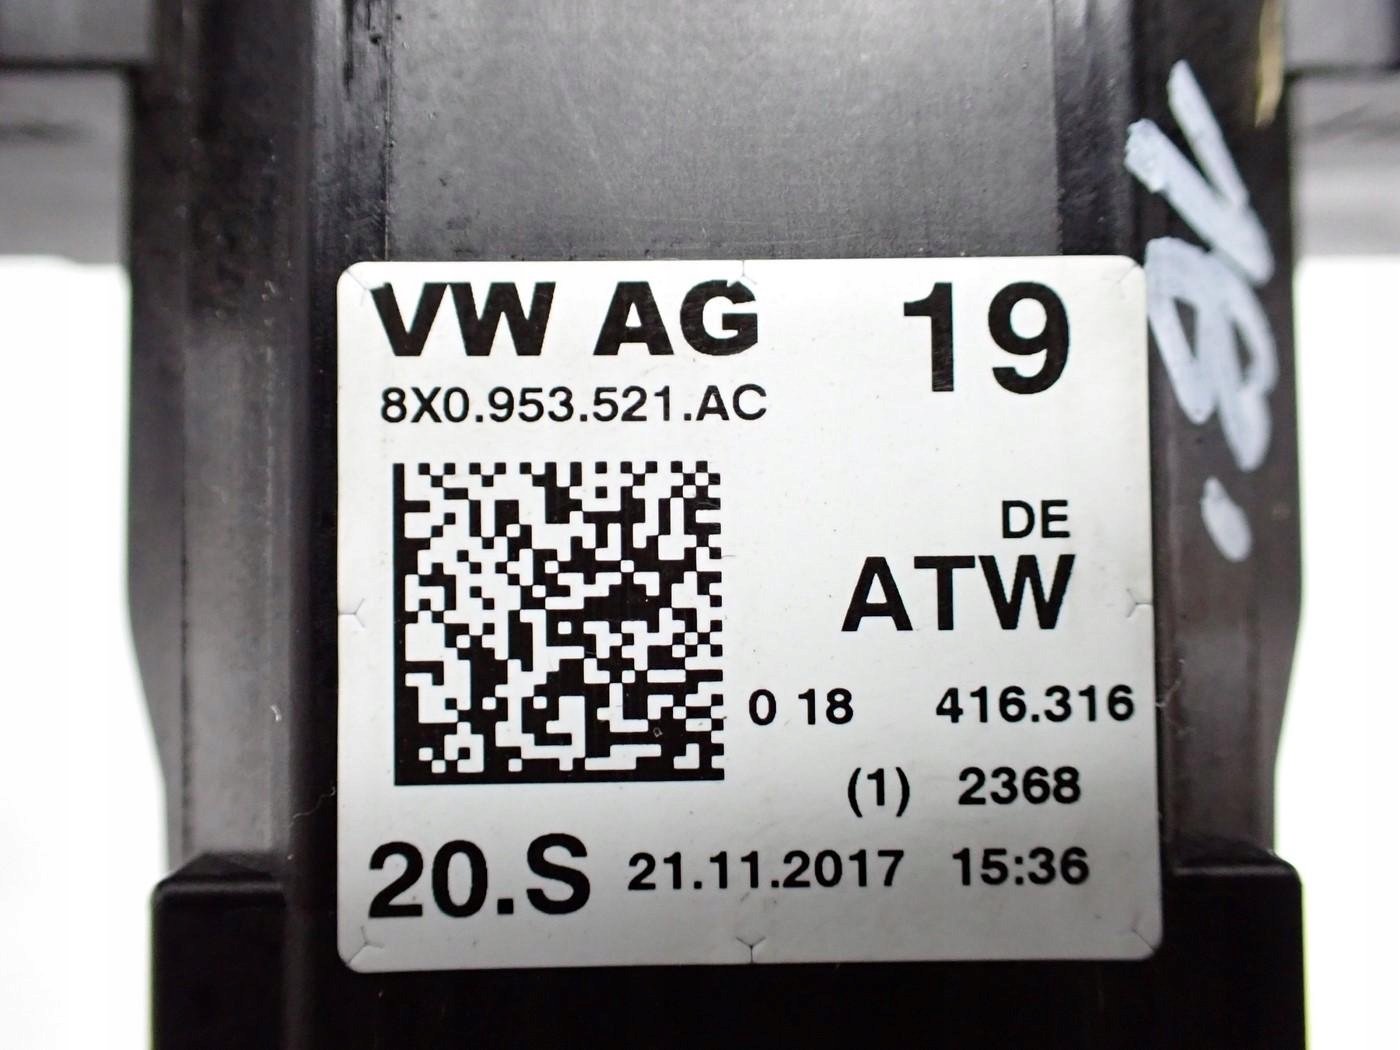 VW AG 19
8X0.953.521.AC
DE
ATW
0 18 416.316
(1) 2368
20.S 21.11.2017 15:36
18.